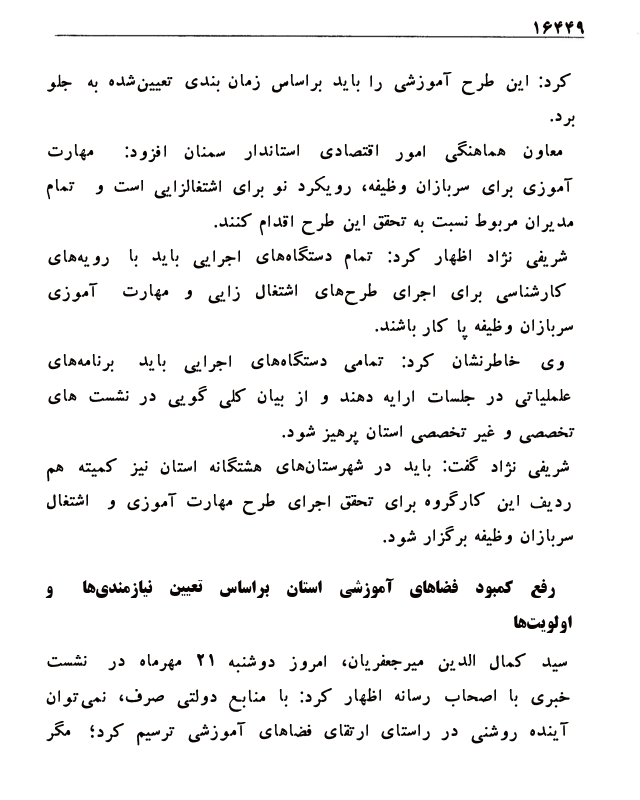 ۱۶۴۴۹
کرد: این طرح آموزشی را باید براساس زمان بندی تعیین‌شده به جلو
برد.
معاون هماهنگی امور اقتصادی استاندار سمنان افزود: مهارت
آموزی برای سربازان وظیفه، رویکرد نو برای اشتغالزایی است و تمام
مدیران مربوط نسبت به تحقق این طرح اقدام کنند.
شریفی نژاد اظهار کرد: تمام دستگاه‌های اجرایی باید با رویه‌های
کارشناسی برای اجرای طرح‌های اشتغال زایی و مهارت آموزی
سربازان وظیفه پا کار باشند.
وی خاطرنشان کرد: تمامی دستگاه‌های اجرایی باید برنامه‌های
علملیاتی در جلسات ارایه دهند و از بیان کلی گویی در نشست های
تخصصی و غیر تخصصی استان پرهیز شود.
شریفی نژاد گفت: باید در شهرستان‌های هشتگانه استان نیز کمیته هم
ردیف این کارگروه برای تحقق اجرای طرح مهارت آموزی و اشتغال
سربازان وظیفه برگزار شود.
رفع کمبود فضاهای آموزشی استان براساس تعیین نیازمندی‌ها و
اولویت‌ها
سید کمال الدین میرجعفریان، امروز دوشنبه ۲۱ مهرماه در نشست
خبری با اصحاب رسانه اظهار کرد: با منابع دولتی صرف، نمی‌توان
آینده روشنی در راستای ارتقای فضاهای آموزشی ترسیم کرد؛ مگر